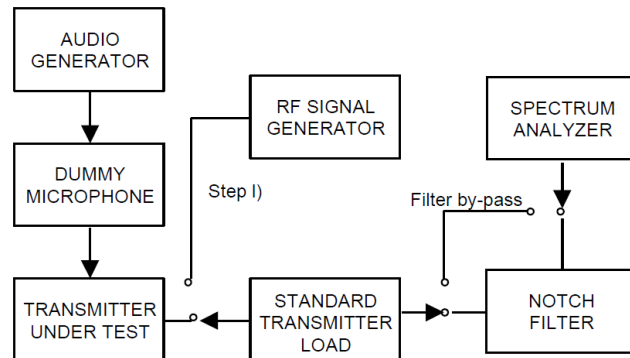 AUDIO
GENERATOR
RF SIGNAL
GENERATOR
SPECTRUM
ANALYZER
DUMMY
MICROPHONE
Step I)
Filter by-pass
TRANSMITTER
UNDER TEST
STANDARD
TRANSMITTER
LOAD
NOTCH
FILTER